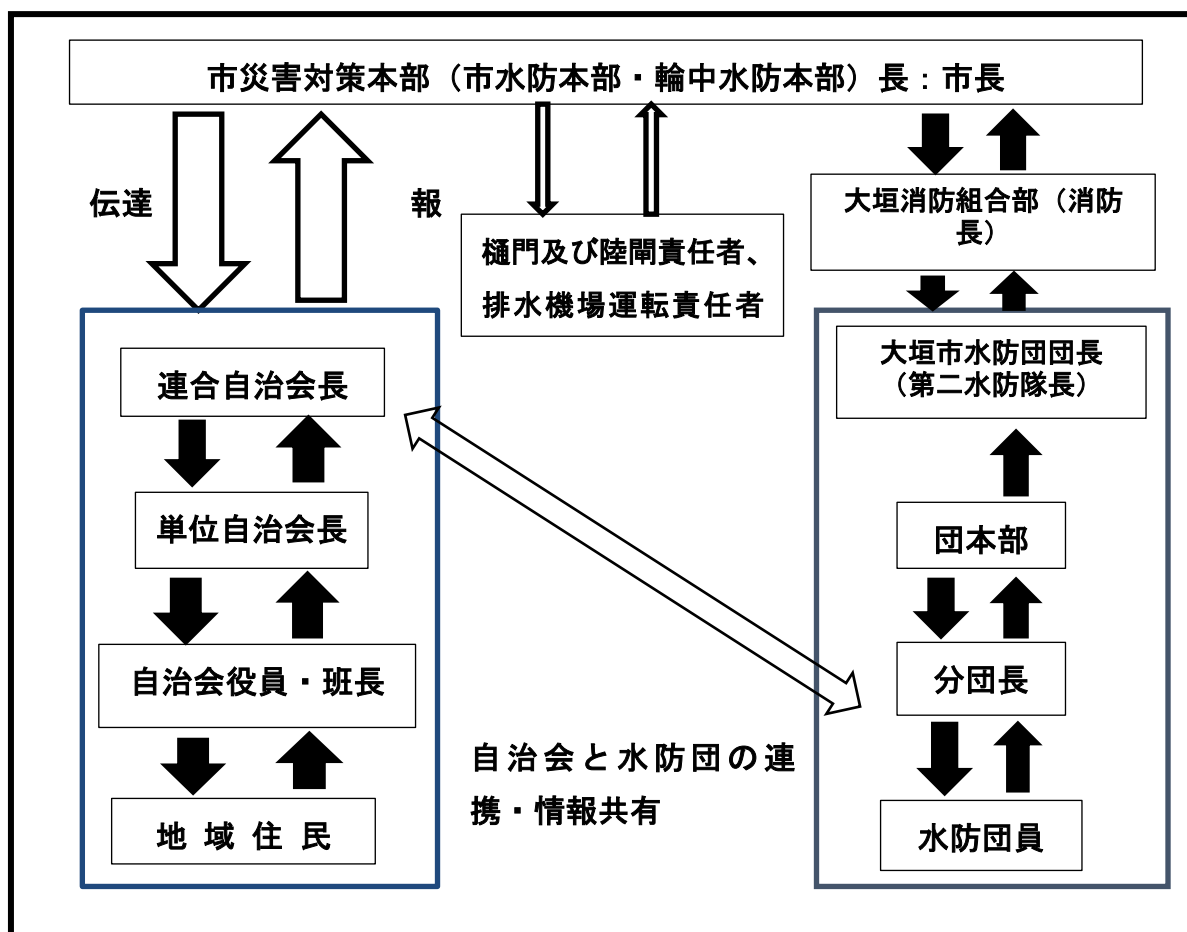 市災害対策本部（市水防本部・輪中水防本部）長：市長
伝達
報
樋門及び陸閘責任者、
排水機場運転責任者
大垣消防組合部（消防
長）
連合自治会長
単位自治会長
自治会役員・班長
地域住民
大垣市水防団団長
（第二水防隊長）
団本部
分団長
水防団員
自治会と水防団の連
携・情報共有